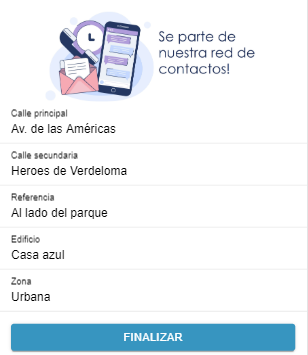 Se parte de
nuestra red de
contactos!
Calle principal
Av. de las Américas
Calle secundaria
Heroes de Verdeloma
Referencia
Al lado del parque
Edificio
Casa azul
Zona
Urbana
FINALIZAR